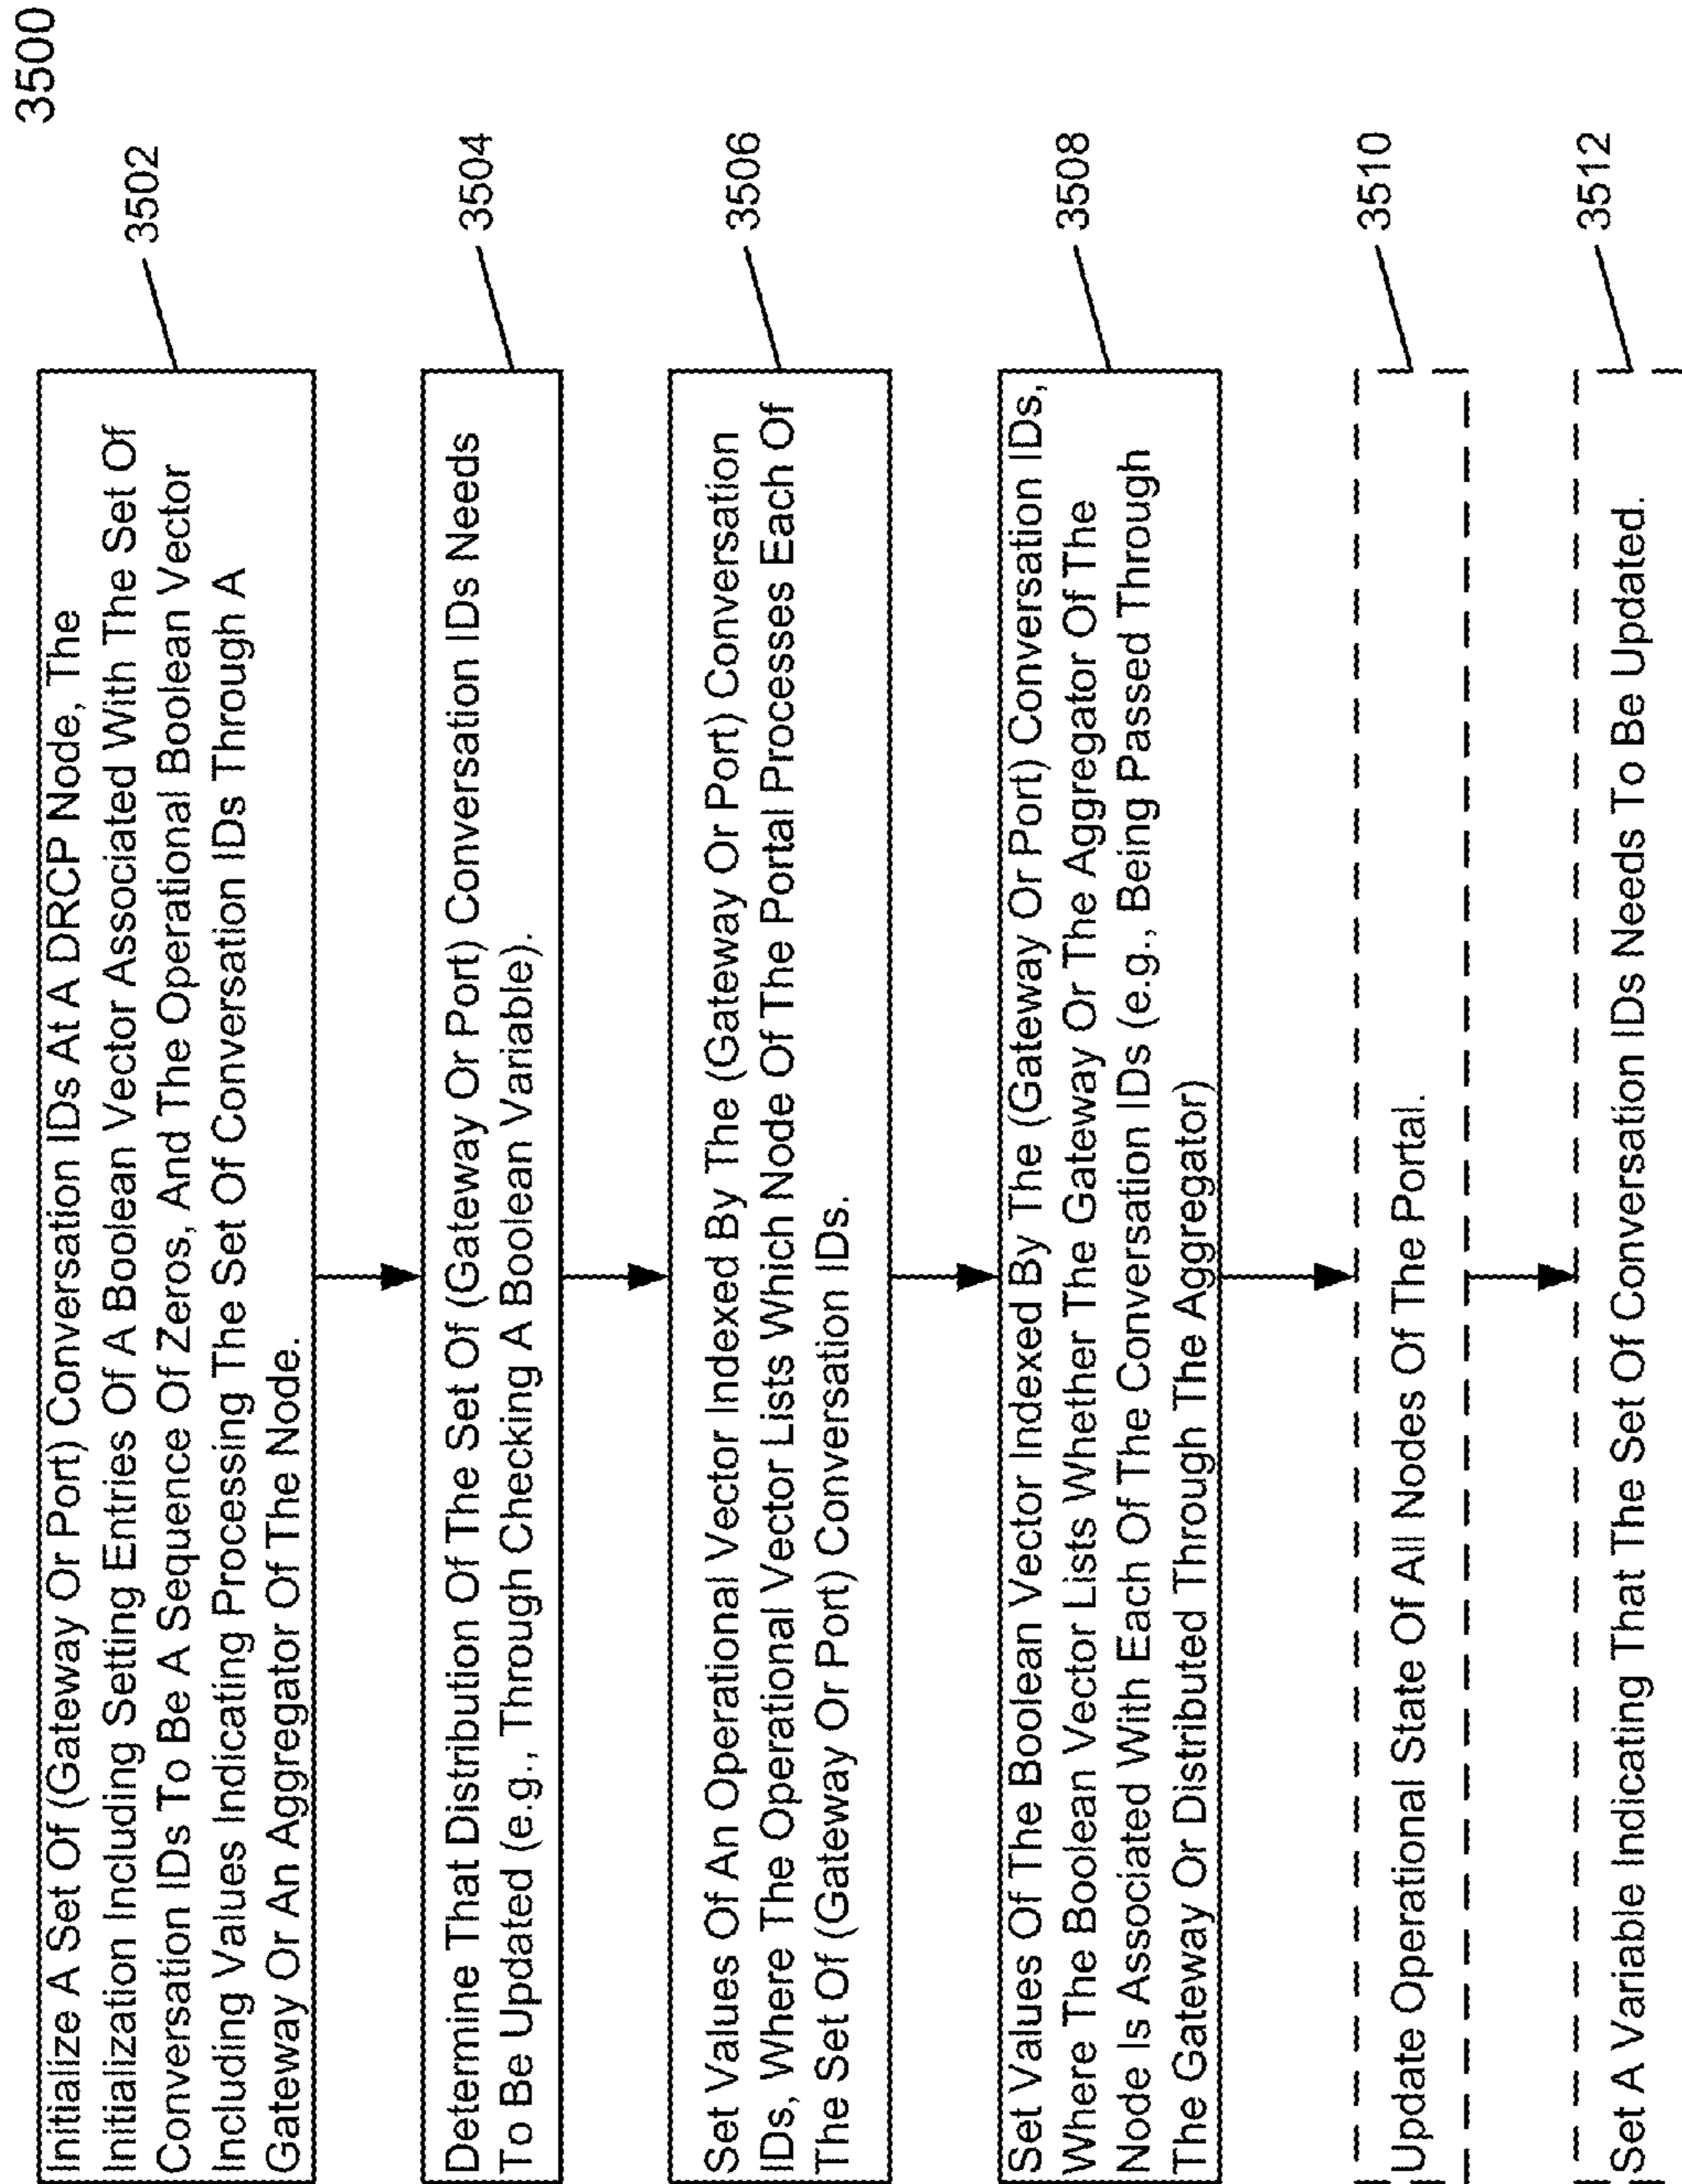 3500
Initialize A Set Of (Gateway Or Port) Conversation IDs At A DRCP Node, The
Initialization Including Setting Entries Of A Boolean Vector Associated With The Set Of
Conversation IDs To Be A Sequence Of Zeros, And The Operational Boolean Vector
Including Values Indicating Processing The Set Of Conversation IDs Through A
Gateway Or An Aggregator Of The Node.
3502
Determine That Distribution Of The Set Of (Gateway Or Port) Conversation IDs Needs
To Be Updated (e.g., Through Checking A Boolean Variable).
3504
Set Values Of An Operational Vector Indexed By The (Gateway Or Port) Conversation
IDs, Where The Operational Vector Lists Which Node Of The Portal Processes Each Of
The Set Of (Gateway Or Port) Conversation IDs.
3506
Set Values Of The Boolean Vector Indexed By The (Gateway Or Port) Conversation IDs,
Where The Boolean Vector Lists Whether The Gateway Or The Aggregator Of The
Node Is Associated With Each Of The Conversation IDs (e.g., Being Passed Through
The Gateway Or Distributed Through The Aggregator)
3508
Update Operational State Of All Nodes Of The Portal.
3510
Set A Variable Indicating That The Set Of Conversation IDs Needs To Be Updated.
3512